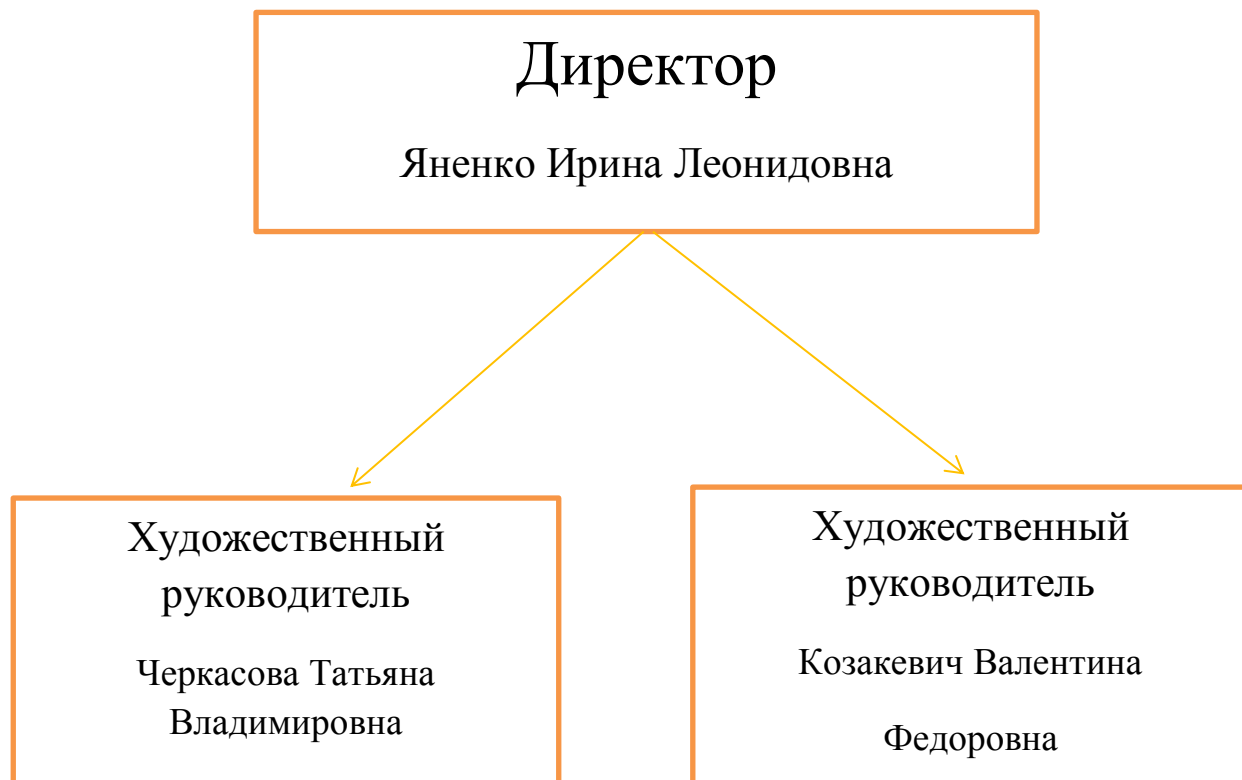 Директор
Яненко Ирина Леонидовна
Художественный
руководитель
Черкасова Татьяна
Владимировна
Художественный
руководитель
Козакевич Валентина
Федоровна